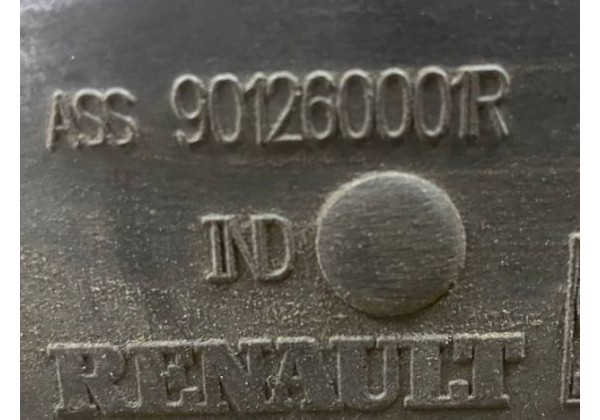 ASS 901260001R
IND
RENAULT